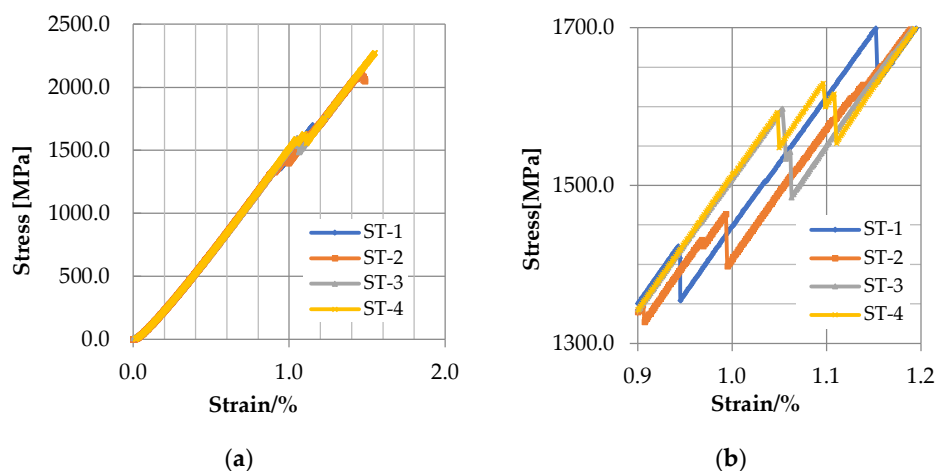 2500.0
2000.0
1500.0
1000.0
500.0
0.0
Stress [MPa]
ST-1
ST-2
ST-3
ST-4
0.0 1.0 2.0
Strain/%
(a)
1700.0
1500.0
1300.0
Stress[MPa]
ST-1
ST-2
ST-3
ST-4
0.9 1.0 1.1 1.2
Strain/%
(b)